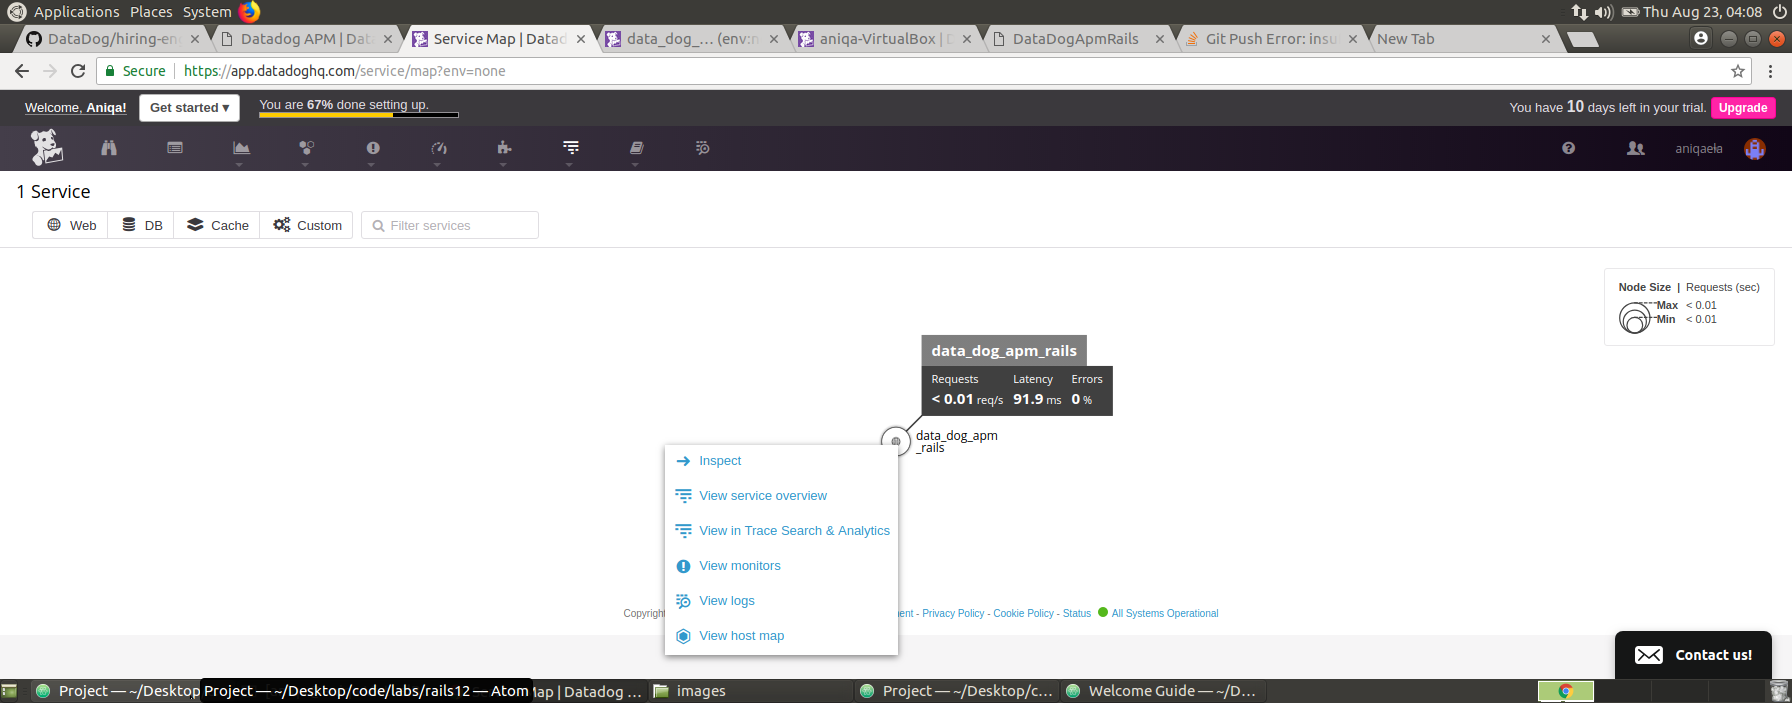 Applications Places System Thu Aug 23, 04:08
DataDog/hiring-en Datadog APM | Data Service Map | Datad data_dog_... (env:n aniqa-VirtualBox | D DataDogApmRails Git Push Error: insu New Tab
Secure https://app.datadoghq.com/service/map?env=none
Welcome, Aniqa! Get started ▾ You are 67% done setting up. You have 10 days left in your trial. Upgrade
aniqaela
1 Service
Web DB Cache Custom Filter services
Node Size | Requests (sec)
Max < 0.01
Min < 0.01
data_dog_apm_rails
Requests Latency Errors
< 0.01 req/s 91.9 ms 0 %
data_dog_apm
_rails
Inspect
View service overview
View in Trace Search & Analytics
View monitors
View logs
View host map
Copyright - Privacy Policy - Cookie Policy - Status All Systems Operational
Contact us!
Project — ~/Desktop Project — ~/Desktop/code/labs/rails12 — Atom Map | Datadog ... images Project — ~/Desktop/c... Welcome Guide — ~/D...